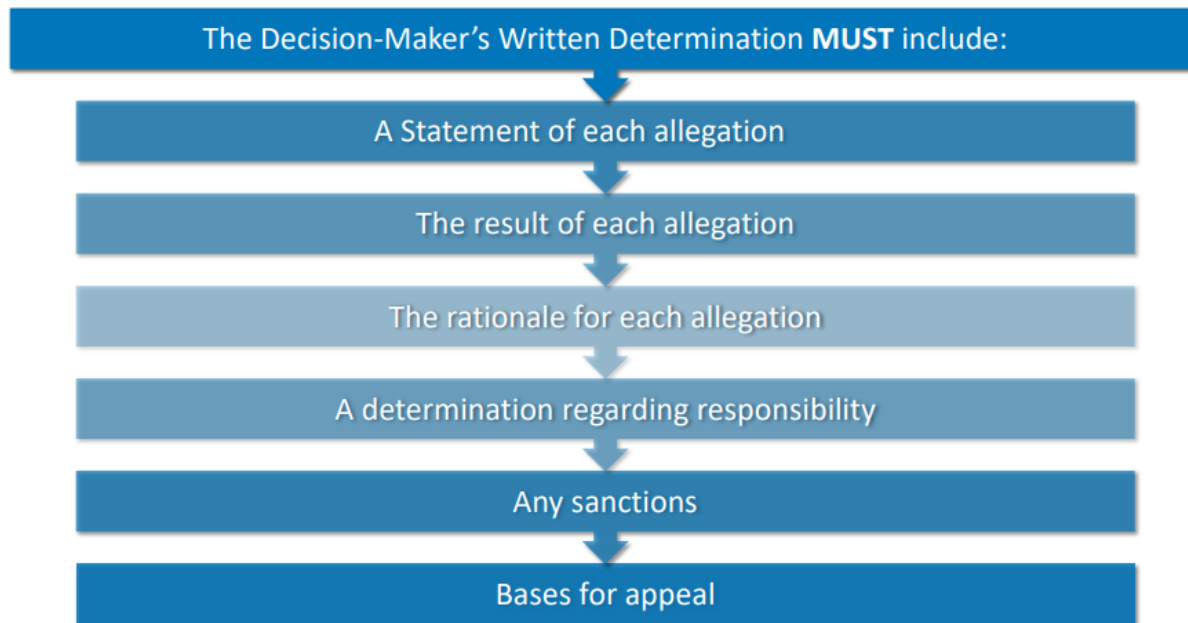 The Decision-Maker’s Written Determination MUST include:
A Statement of each allegation
The result of each allegation
The rationale for each allegation
A determination regarding responsibility
Any sanctions
Bases for appeal